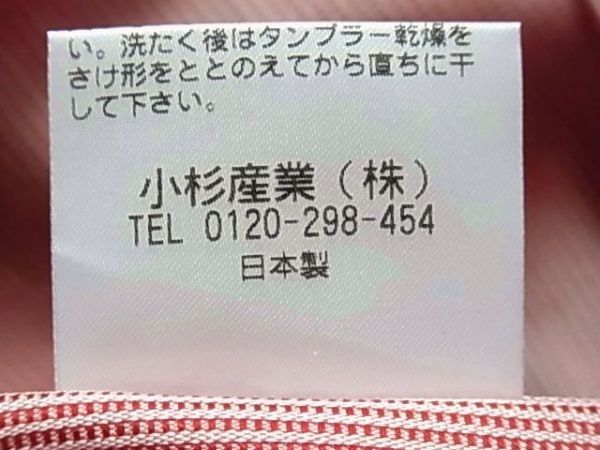 い。洗たく後はタンブラー乾燥を
さけ形をととのえてから直ちに干
して下さい。
小杉産業（株）
TEL 0120-298-454
日本製